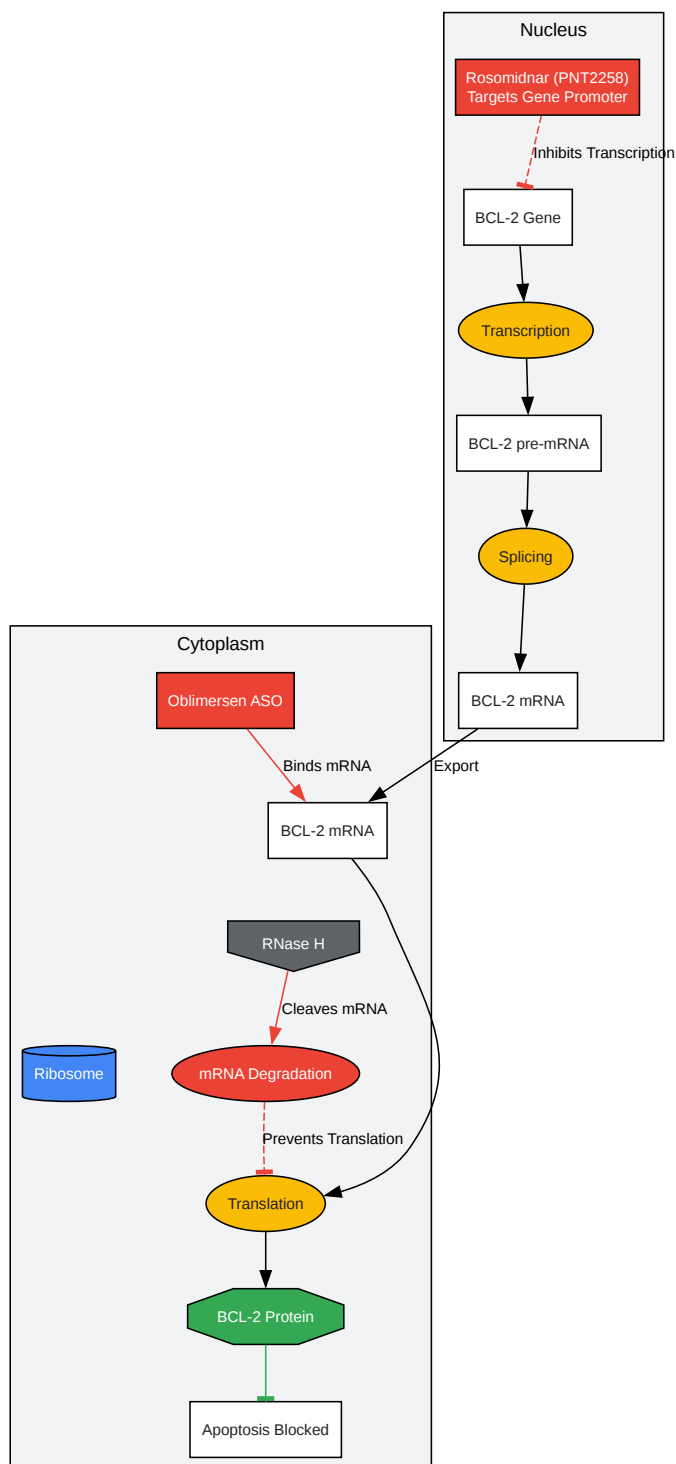 Nucleus
Rosomidnar (PNT2258)
Targets Gene Promoter
Inhibits Transcription
BCL-2 Gene
Transcription
BCL-2 pre-mRNA
Splicing
BCL-2 mRNA
Export
Cytoplasm
Oblimersen ASO
Binds mRNA
BCL-2 mRNA
RNase H
Cleaves mRNA
Ribosome
mRNA Degradation
Prevents Translation
Translation
BCL-2 Protein
Apoptosis Blocked